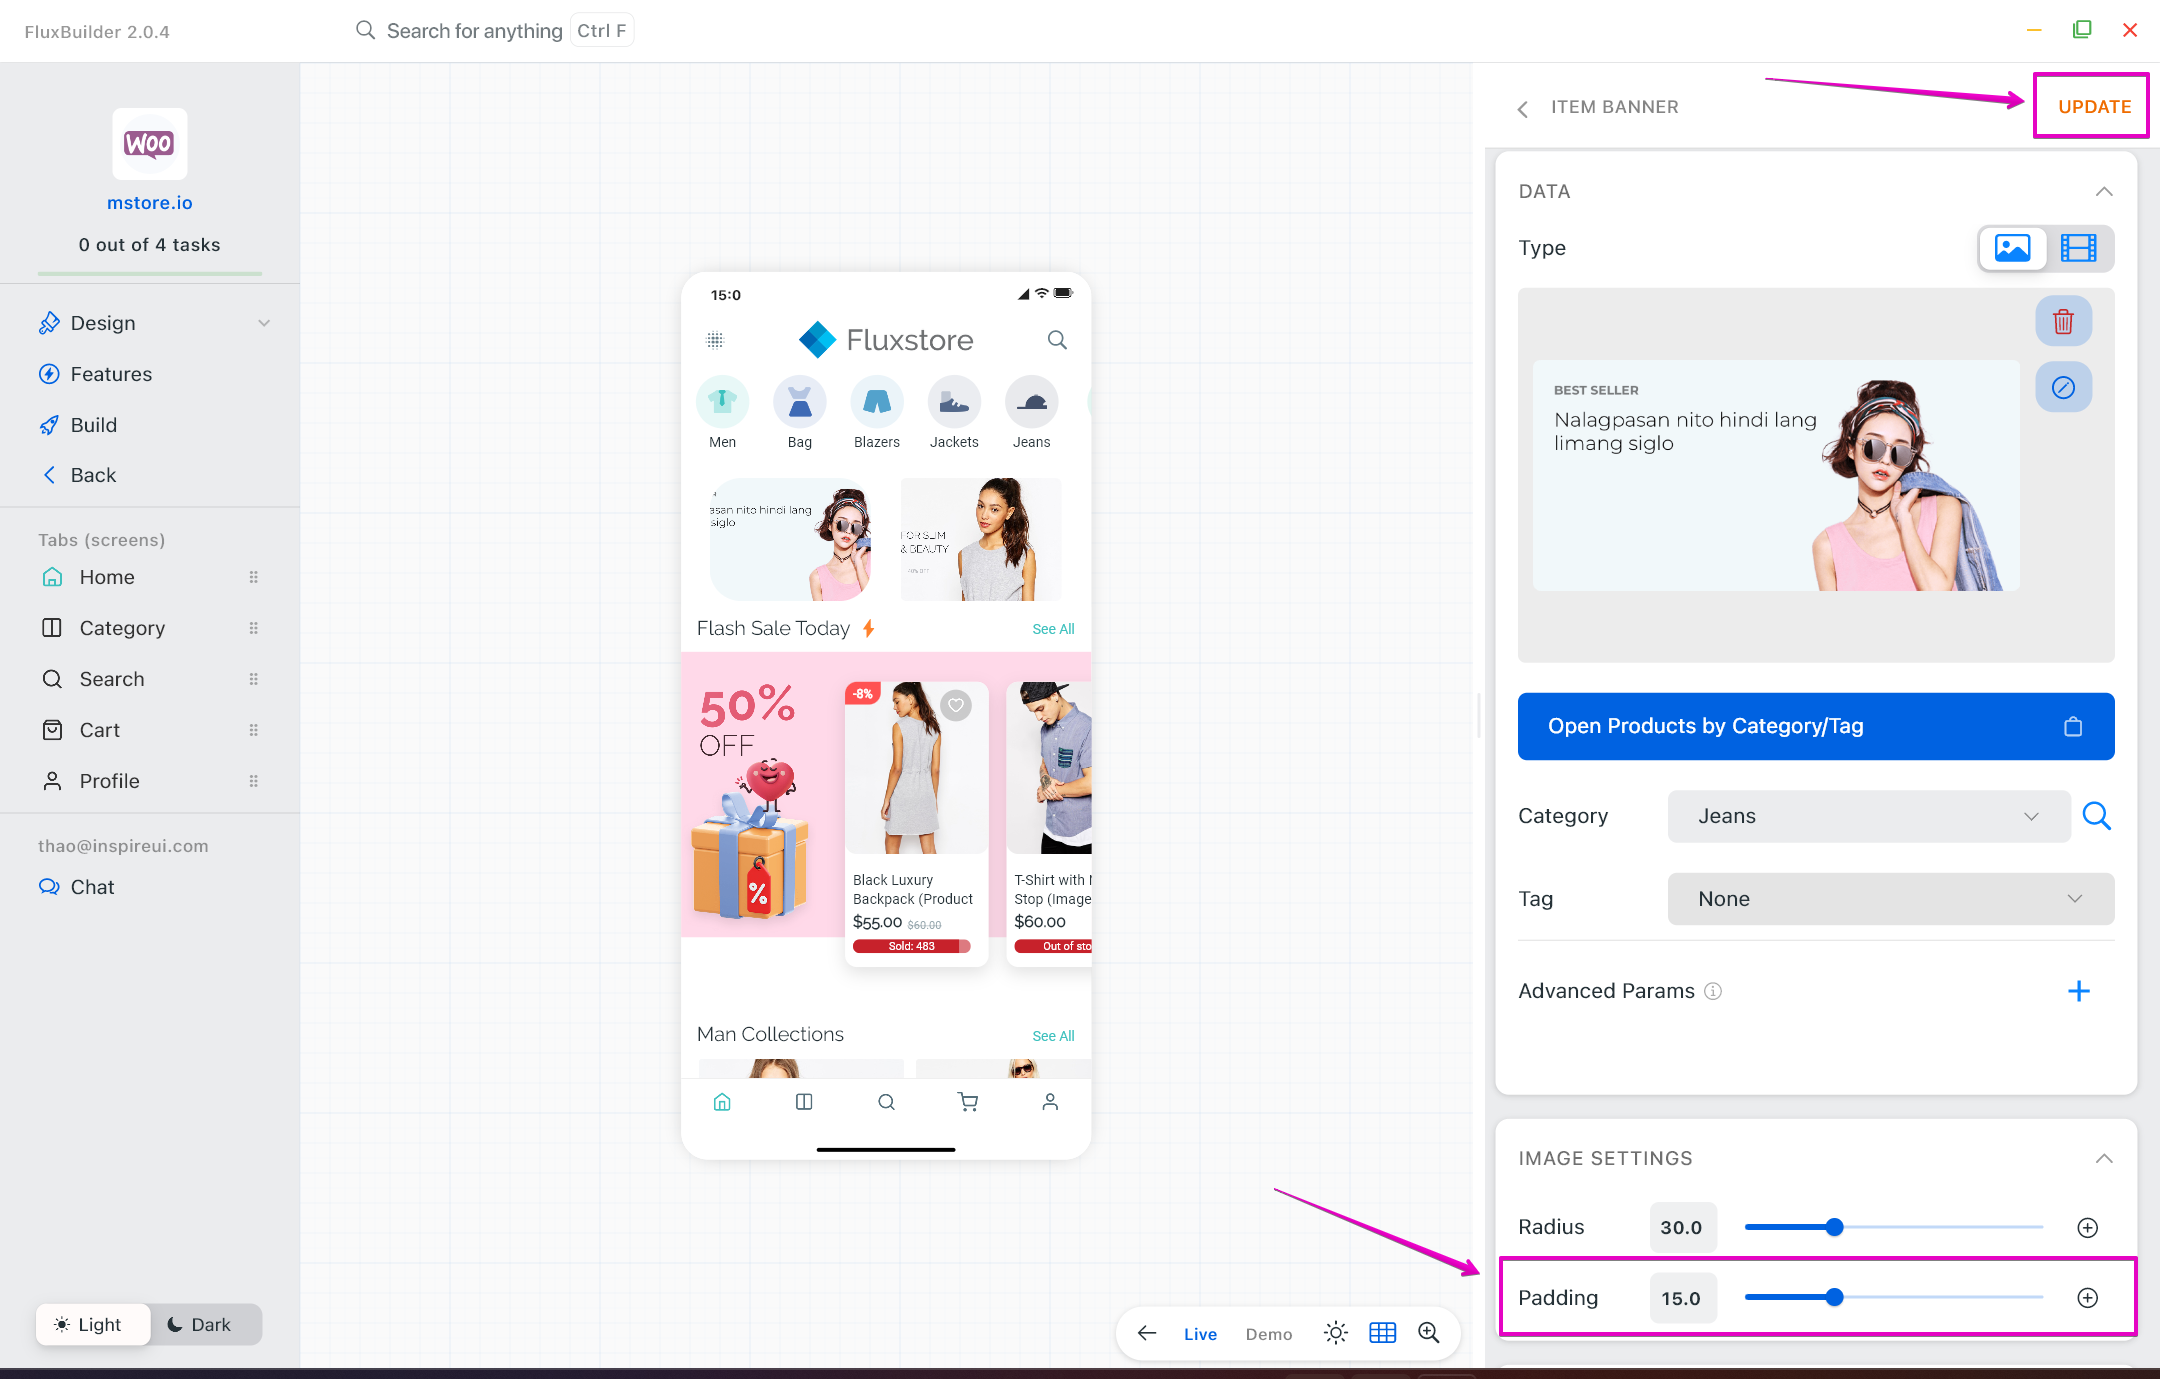 FluxBuilder 2.0.4
Search for anything Ctrl F
WOO
mstore.io
0 out of 4 tasks
Design
Features
Build
Back
Tabs (screens)
Home
Category
Search
Cart
Profile
thao@inspireui.com
Chat
Light Dark
15:0
Fluxstore
Men Bag Blazers Jackets Jeans
R
asan nito hindi lang
siglo
FOR SLIM
& BEAUTY
40% OFF
Flash Sale Today See All
50%
OFF
%
-8%
Black Luxury
Backpack (Product
$55.00 $60.00
Sold: 483
T-Shirt with
Stop (Image
$60.00
Out of sto
Man Collections See All
Live Demo
ITEM BANNER UPDATE
DATA
Type
BEST SELLER
Nalagpasan nito hindi lang
limang siglo
Open Products by Category/Tag
Category Jeans
Tag None
Advanced Params
IMAGE SETTINGS
Radius 30.0
Padding 15.0